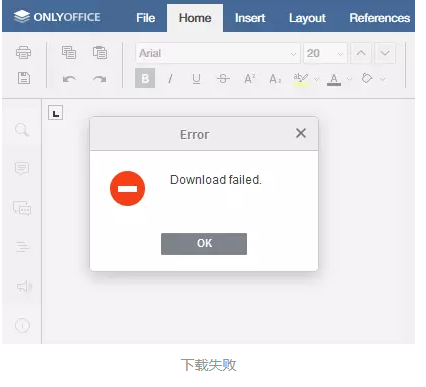 ONLYOFFICE File Home Insert Layout References
Arial 20
B I U S A² A₂ A
Error
Download failed.
OK
下载失败